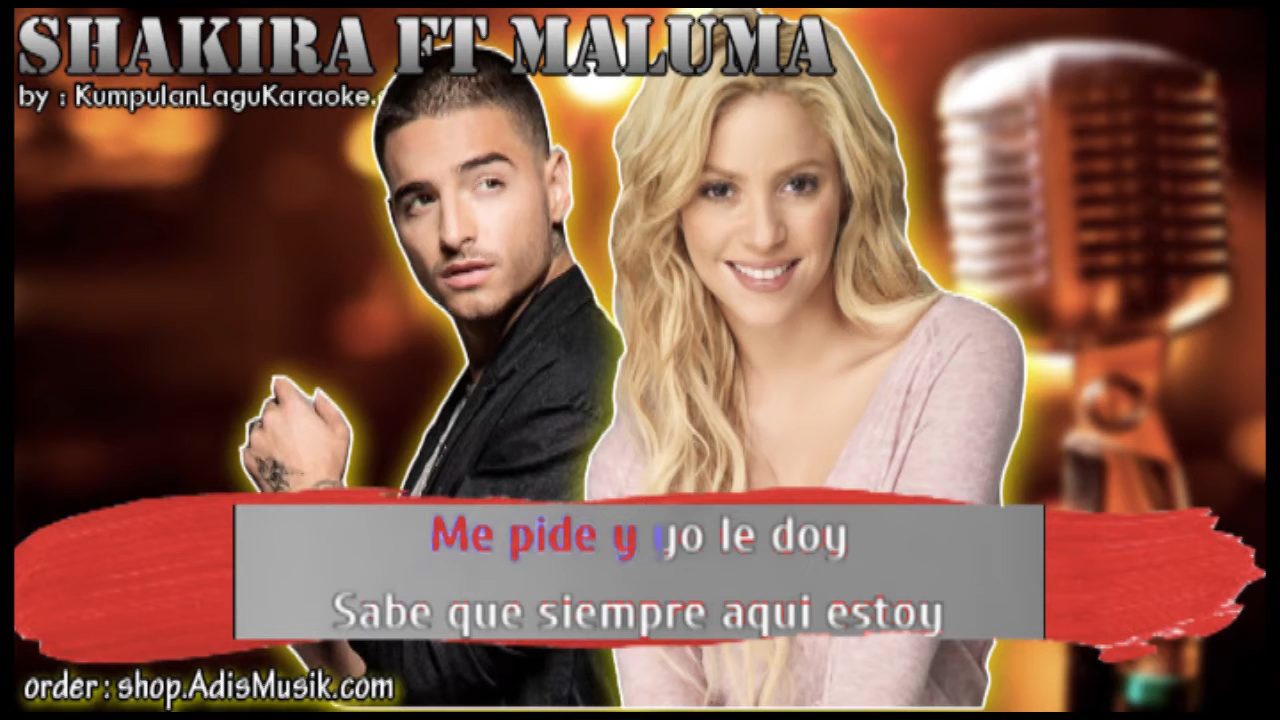 SHAKIRA FT MALUMA
by : KumpulanLaguKaraoke.
Me pide y yo le doy
Sabe que siempre aqui estoy
order : shop.AdisMusik.com